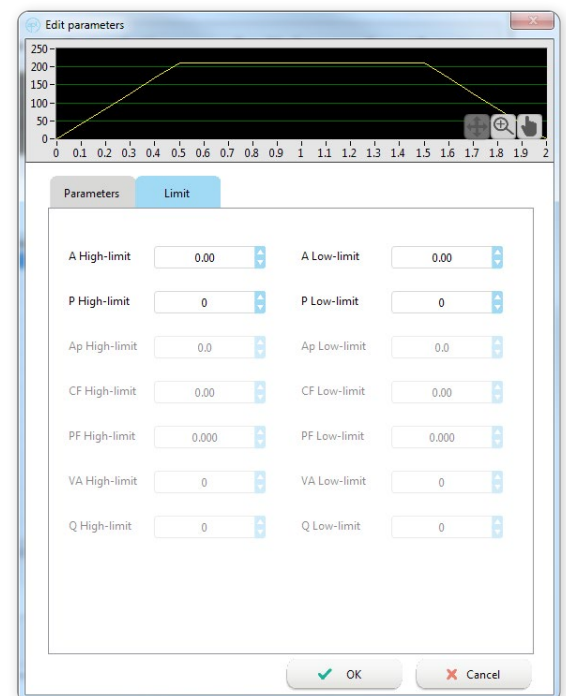 Edit parameters
250
200
150
100
50
0
0 0.1 0.2 0.3 0.4 0.5 0.6 0.7 0.8 0.9 1 1.1 1.2 1.3 1.4 1.5 1.6 1.7 1.8 1.9 2
Parameters Limit
A High-limit 0.00 A Low-limit 0.00
P High-limit 0 P Low-limit 0
Ap High-limit 0.0 Ap Low-limit 0.0
CF High-limit 0.00 CF Low-limit 0.00
PF High-limit 0.000 PF Low-limit 0.000
VA High-limit 0 VA Low-limit 0
Q High-limit 0 Q Low-limit 0
OK Cancel